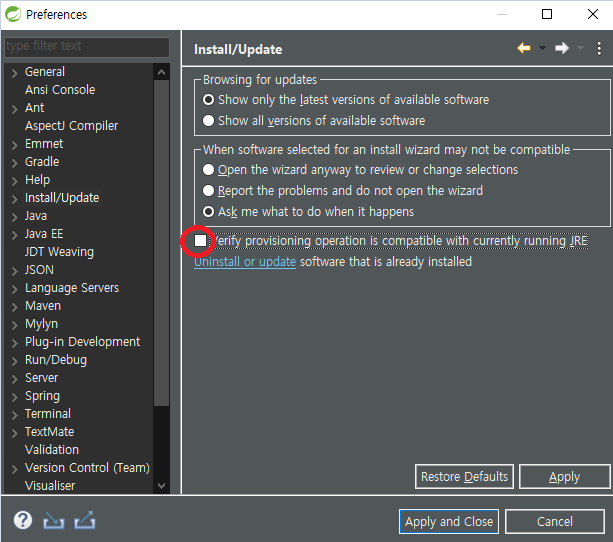 Preferences
type filter text
General
Ansi Console
Ant
AspectJ Compiler
Emmet
Gradle
Help
Install/Update
Java
Java EE
JDT Weaving
JSON
Language Servers
Maven
Mylyn
Plug-in Development
Run/Debug
Server
Spring
Terminal
TextMate
Validation
Version Control (Team)
Visualiser
Install/Update
Browsing for updates
Show only the latest versions of available software
Show all versions of available software
When software selected for an install wizard may not be compatible
Open the wizard anyway to review or change selections
Report the problems and do not open the wizard
Ask me what to do when it happens
Verify provisioning operation is compatible with currently running JRE
Uninstall or update software that is already installed
Restore Defaults
Apply
?
Apply and Close
Cancel